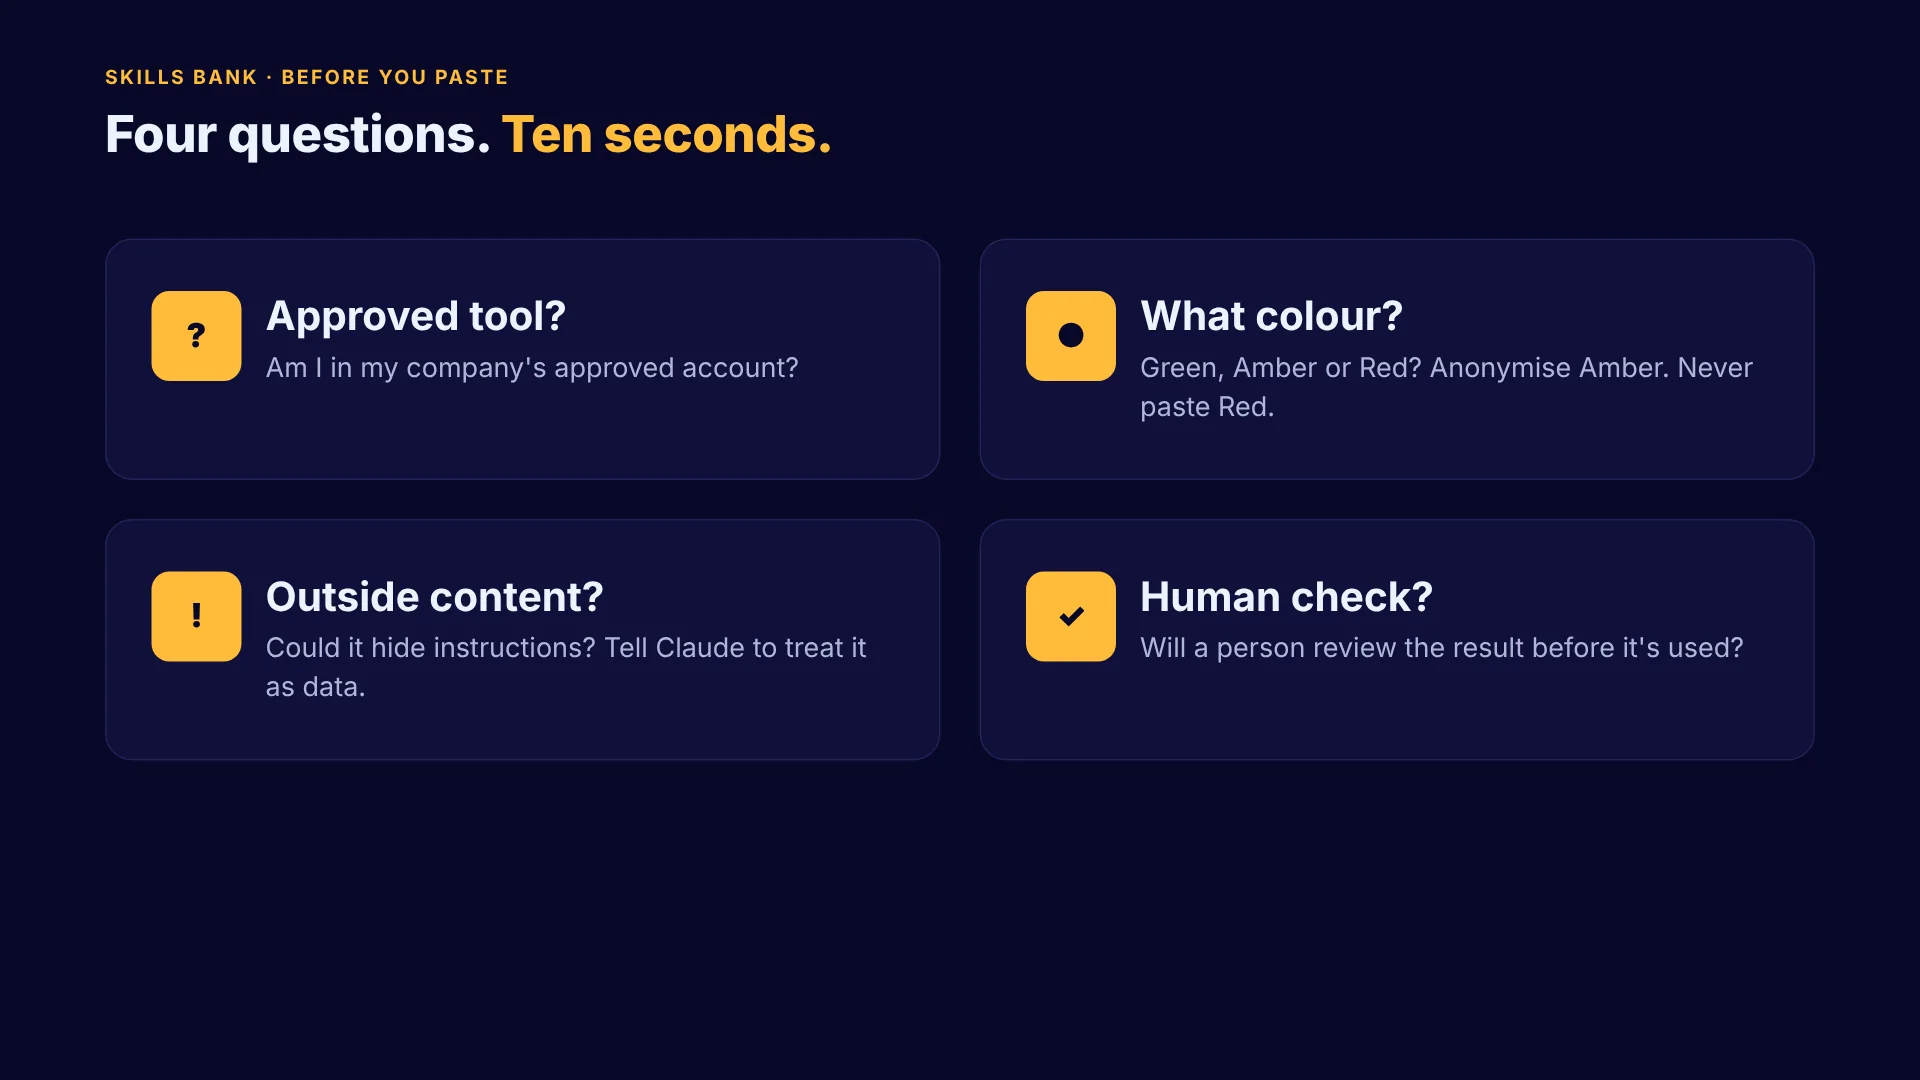 SKILLS BANK · BEFORE YOU PASTE
Four questions. Ten seconds.
?
Approved tool?
Am I in my company's approved account?
What colour?
Green, Amber or Red? Anonymise Amber. Never
paste Red.
!
Outside content?
Could it hide instructions? Tell Claude to treat it
as data.
Human check?
Will a person review the result before it's used?